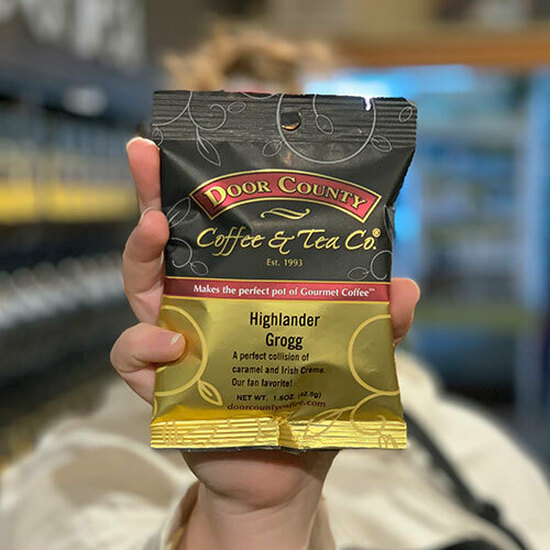 DOOR COUNTY
Coffee & Tea Co.®
Est. 1993
Makes the perfect pot of Gourmet Coffee™
Highlander
Grogg
A perfect collision of
caramel and Irish Creme.
Our fan favorite!
NET WT. 1.5OZ (42.5g)
doorcountycoffee.com